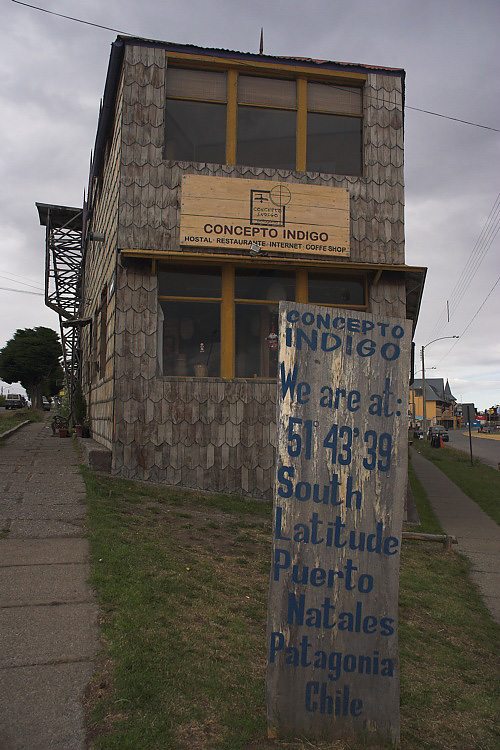 CONCEPTO
INDIGO
CONCEPTO INDIGO
HOSTAL·RESTAURANTE·INTERNET·COFFE SHOP
CONCEPTO
INDIGO
We are at:
51° 43' 39
South
Latitude
Puerto
Natales
Patagonia
Chile